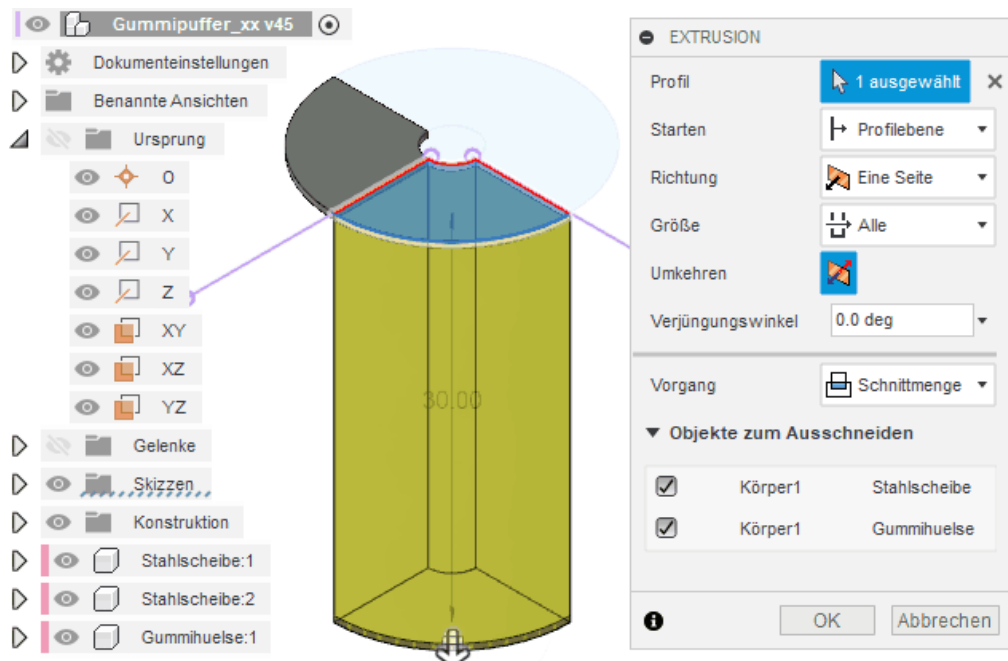 Gummipuffer_xx v45
Dokumenteinstellungen
Benannte Ansichten
Ursprung
O
X
Y
Z
XY
XZ
YZ
Gelenke
Skizzen
Konstruktion
Stahlscheibe:1
Stahlscheibe:2
Gummihuelse:1
30.00
EXTRUSION
Profil 1 ausgewählt
Starten Profilebene
Richtung Eine Seite
Größe Alle
Umkehren
Verjüngungswinkel 0.0 deg
Vorgang Schnittmenge
Objekte zum Ausschneiden
Körper1 Stahlscheibe
Körper1 Gummihuelse
OK Abbrechen